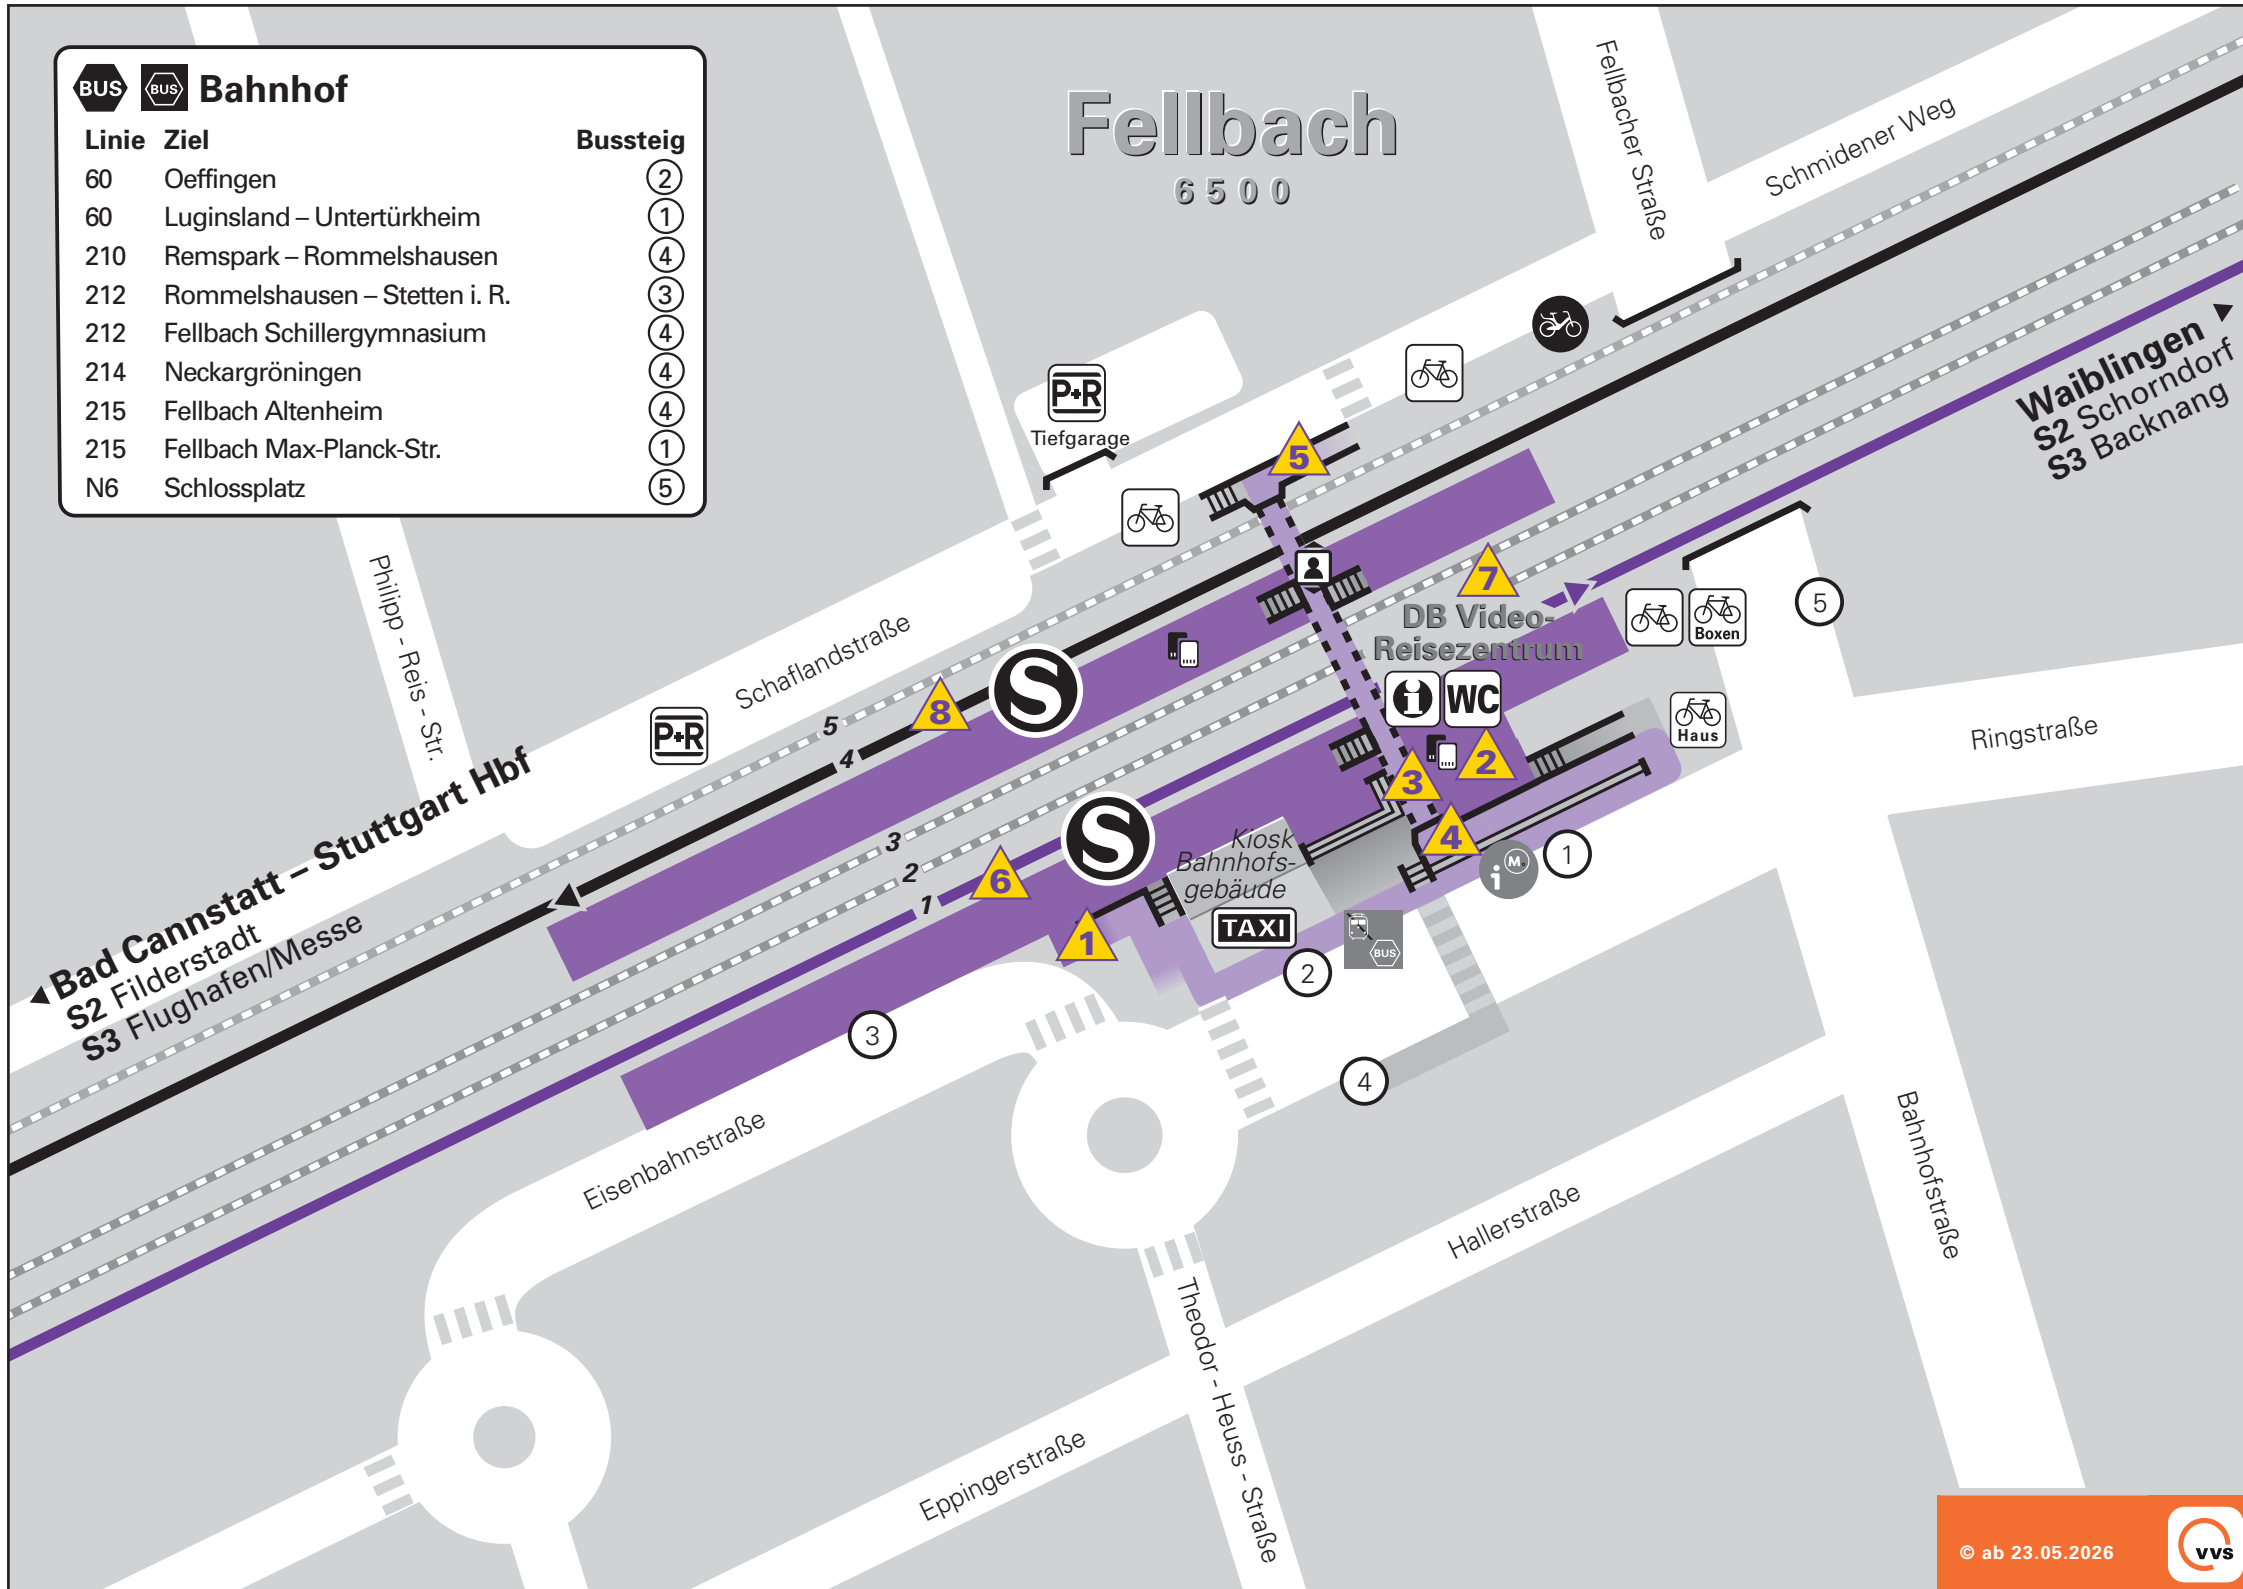 BUS BUS Bahnhof
Linie Ziel Bussteig
60 Oeffingen 2
60 Luginsland – Untertürkheim 1
210 Remspark – Rommelshausen 4
212 Rommelshausen – Stetten i. R. 3
212 Fellbach Schillergymnasium 4
214 Neckargröningen 4
215 Fellbach Altenheim 4
215 Fellbach Max-Planck-Str. 1
N6 Schlossplatz 5
Fellbach
6500
Fellbacher Straße
Schmidener Weg
Waiblingen
S2 Schorndorf
S3 Backnang
P+R
Tiefgarage
5
Philipp - Reis - Str.
Schaflandstraße
P+R
7
DB Video-
Reisezentrum
i WC
Boxen
5
Haus
Ringstraße
S
8
5
4
3
2
1
S
6
3
2
4
1
Kiosk
Bahnhofs-
gebäude
TAXI
i M.
1
BUS
2
3
4
Bad Cannstatt – Stuttgart Hbf
S2 Filderstadt
S3 Flughafen/Messe
Eisenbahnstraße
Hallerstraße
Bahnhofstraße
Theodor - Heuss - Straße
Eppingerstraße
© ab 23.05.2026
vvs